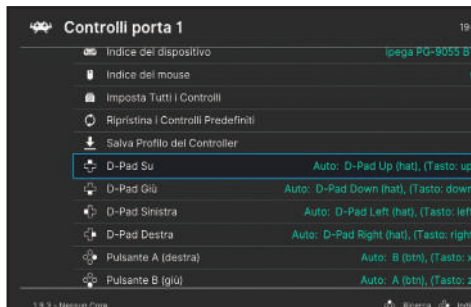 Controlli porta 1
19
Indice del dispositivo Ipega PG-9055 B
Indice del mouse
Imposta Tutti i Controlli
Ripristina i Controlli Predefiniti
Salva Profilo del Controller
D-Pad Su Auto: D-Pad Up (hat), (Tasto: up
D-Pad Giù Auto: D-Pad Down (hat), (Tasto: down
D-Pad Sinistra Auto: D-Pad Left (hat), (Tasto: left
D-Pad Destra Auto: D-Pad Right (hat), (Tasto: right
Pulsante A (destra) Auto: B (btn), (Tasto: x
Pulsante B (giù) Auto: A (btn), (Tasto: z
1.9.3 - Nessun Core Ricerca Indi